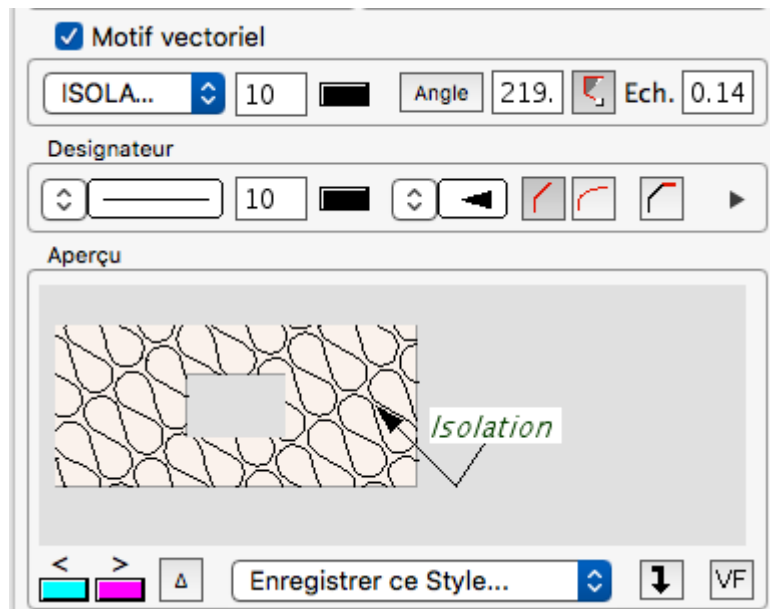 Motif vectoriel
ISOLA... 10 Angle 219. Ech. 0.14
Designateur
10
Aperçu
Isolation
< >
Δ Enregistrer ce Style... VF